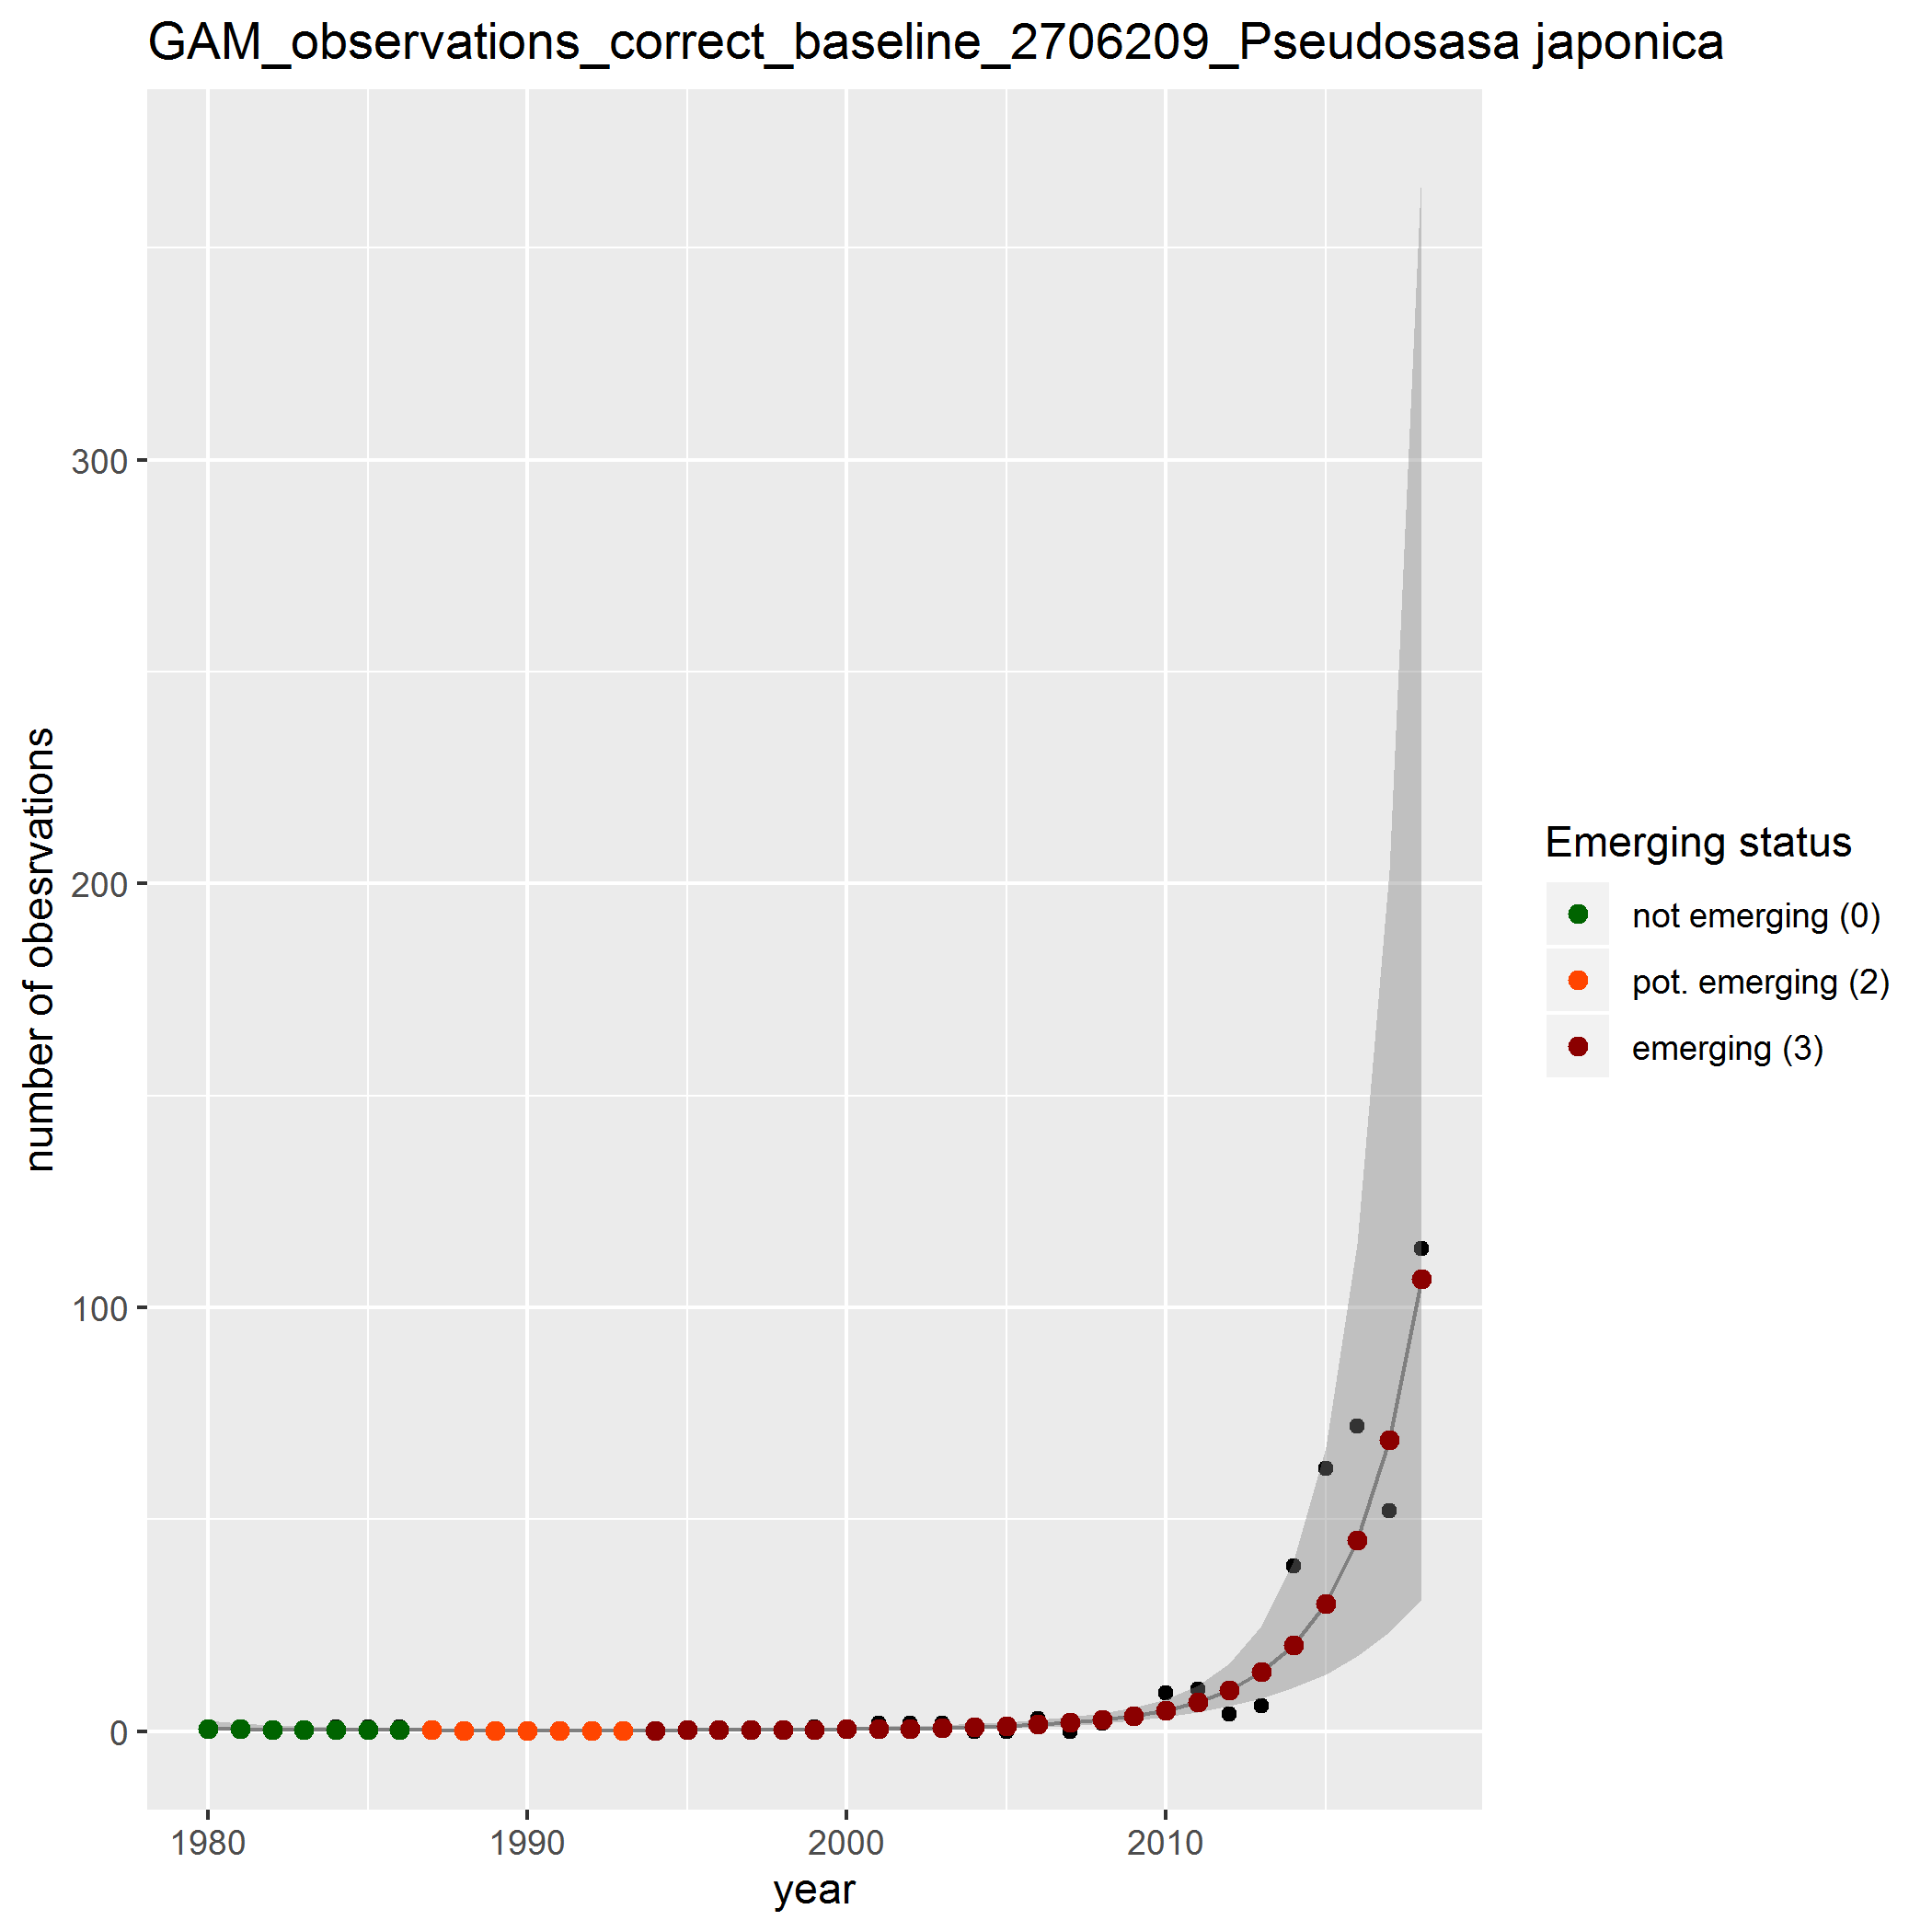 GAM_observations_correct_baseline_2706209_Pseudosasa japonica
number of obesrvations
300
200
100
0
1980
1990
2000
2010
year
Emerging status
not emerging (0)
pot. emerging (2)
emerging (3)